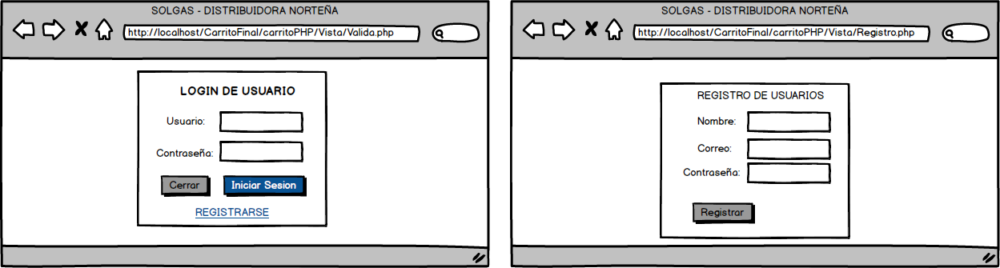 SOLGAS - DISTRIBUIDORA NORTEÑA
http://localhost/CarritoFinal/carritoPHP/Vista/Valida.php
LOGIN DE USUARIO
Usuario:
Contraseña:
Cerrar
Iniciar Sesion
REGISTRARSE
SOLGAS - DISTRIBUIDORA NORTEÑA
http://localhost/CarritoFinal/carritoPHP/Vista/Registro.php
REGISTRO DE USUARIOS
Nombre:
Correo:
Contraseña:
Registrar